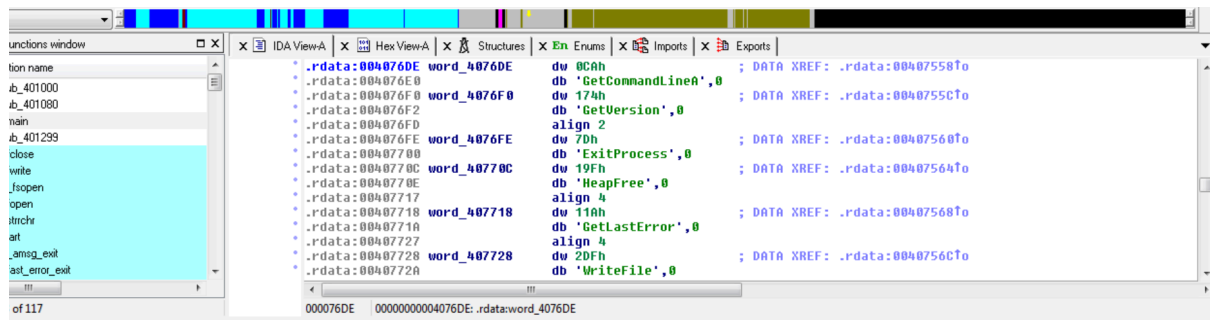 unctions window
IDA View-A
Hex View-A
Structures
En Enums
Imports
Exports
tion name
ub_401000
ub_401080
main
ub_401299
close
write
_fsopen
open
strrchr
art
_amsg_exit
fast_error_exit
of 117
.rdata:004076DE word_4076DE dw 0CAh ; DATA XREF: .rdata:00407558↑o
.rdata:004076E0 db 'GetCommandLineA',0
.rdata:004076F0 word_4076F0 dw 174h ; DATA XREF: .rdata:0040755C↑o
.rdata:004076F2 db 'GetVersion',0
.rdata:004076FD align 2
.rdata:004076FE word_4076FE dw 7Dh ; DATA XREF: .rdata:00407560↑o
.rdata:00407700 db 'ExitProcess',0
.rdata:0040770C word_40770C dw 19Fh ; DATA XREF: .rdata:00407564↑o
.rdata:0040770E db 'HeapFree',0
.rdata:00407717 align 4
.rdata:00407718 word_407718 dw 11Ah ; DATA XREF: .rdata:00407568↑o
.rdata:0040771A db 'GetLastError',0
.rdata:00407727 align 4
.rdata:00407728 word_407728 dw 2DFh ; DATA XREF: .rdata:0040756C↑o
.rdata:0040772A db 'WriteFile',0
000076DE 00000000004076DE: .rdata:word_4076DE